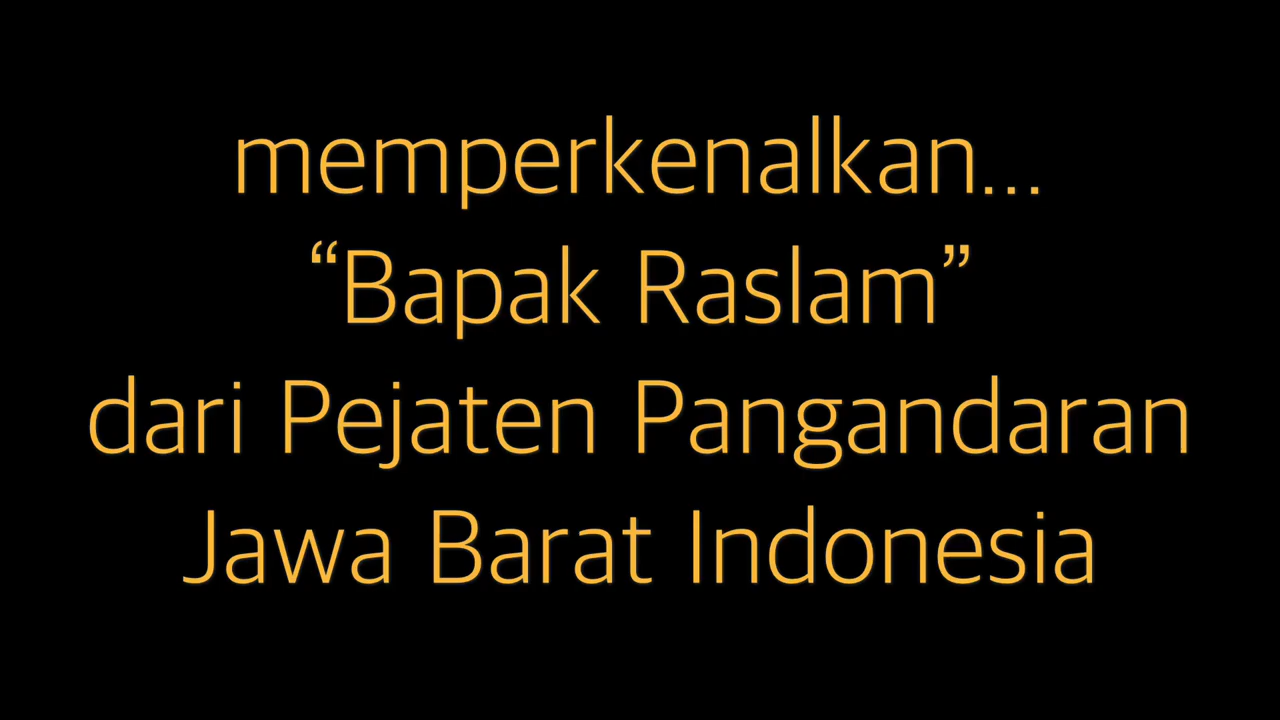 memperkenalkan...
“Bapak Raslam”
dari Pejaten Pangandaran
Jawa Barat Indonesia